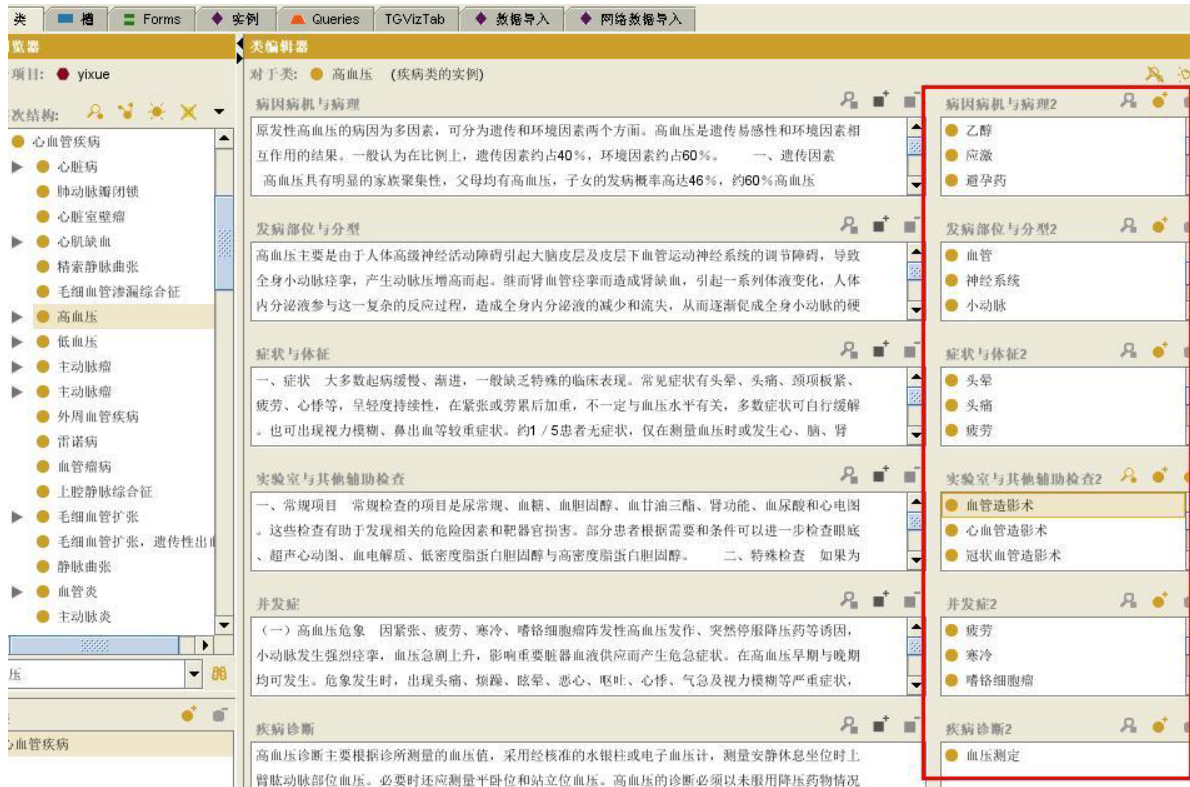 类 槽 Forms 实例 Queries TGVizTab 数据导入 网络数据导入
览器
项目: yixue
次结构:
心血管疾病
心脏病
肺动脉瓣闭锁
心脏室壁瘤
心肌缺血
精索静脉曲张
毛细血管渗漏综合征
高血压
低血压
主动脉瘤
主动脉瘤
外周血管疾病
雷诺病
血管瘤病
上腔静脉综合征
毛细血管扩张
毛细血管扩张，遗传性出血
静脉曲张
血管炎
主动脉炎
压
心血管疾病
类编辑器
对于类: 高血压 (疾病类的实例)
病因病机与病理
原发性高血压的病因为多因素，可分为遗传和环境因素两个方面。高血压是遗传易感性和环境因素相
互作用的结果。一般认为在比例上，遗传因素约占40%，环境因素约占60%。 一、遗传因素
高血压具有明显的家族聚集性，父母均有高血压，子女的发病概率高达46%，约60%高血压
发病部位与分型
高血压主要是由于人体高级神经活动障碍引起大脑皮层及皮层下血管运动神经系统的调节障碍，导致
全身小动脉痉挛，产生动脉压增高而起。继而肾血管痉挛而造成肾缺血，引起一系列体液变化，人体
内分泌液参与这一复杂的反应过程，造成全身内分泌液的减少和流失，从而逐渐促成全身小动脉的硬
症状与体征
一、症状 大多数起病缓慢、渐进，一般缺乏特殊的临床表现。常见症状有头晕、头痛、颈项板紧、
疲劳、心悸等，呈轻度持续性，在紧张或劳累后加重，不一定与血压水平有关，多数症状可自行缓解
。也可出现视力模糊、鼻出血等较重症状。约1/5患者无症状，仅在测量血压时或发生心、脑、肾
实验室与其他辅助检查
一、常规项目 常规检查的项目是尿常规、血糖、血胆固醇、血甘油三酯、肾功能、血尿酸和心电图
。这些检查有助于发现相关的危险因素和靶器官损害。部分患者根据需要和条件可以进一步检查眼底
、超声心动图、血电解质、低密度脂蛋白胆固醇与高密度脂蛋白胆固醇。 二、特殊检查 如果为
并发症
（一）高血压危象 因紧张、疲劳、寒冷、嗜铬细胞瘤阵发性高血压发作、突然停服降压药等诱因，
小动脉发生强烈痉挛，血压急剧上升，影响重要脏器血液供应而产生危急症状。在高血压早期与晚期
均可发生。危象发生时，出现头痛、烦躁、眩晕、恶心、呕吐、心悸、气急及视力模糊等严重症状，
疾病诊断
高血压诊断主要根据诊所测量的血压值，采用经核准的水银柱或电子血压计，测量安静休息坐位时上
臂肱动脉部位血压。必要时还应测量平卧位和站立位血压。高血压的诊断必须以未服用降压药物情况
病因病机与病理2
乙醇
应激
避孕药
发病部位与分型2
血管
神经系统
小动脉
症状与体征2
头晕
头痛
疲劳
实验室与其他辅助检查2
血管造影术
心血管造影术
冠状血管造影术
并发症2
疲劳
寒冷
嗜铬细胞瘤
疾病诊断2
血压测定